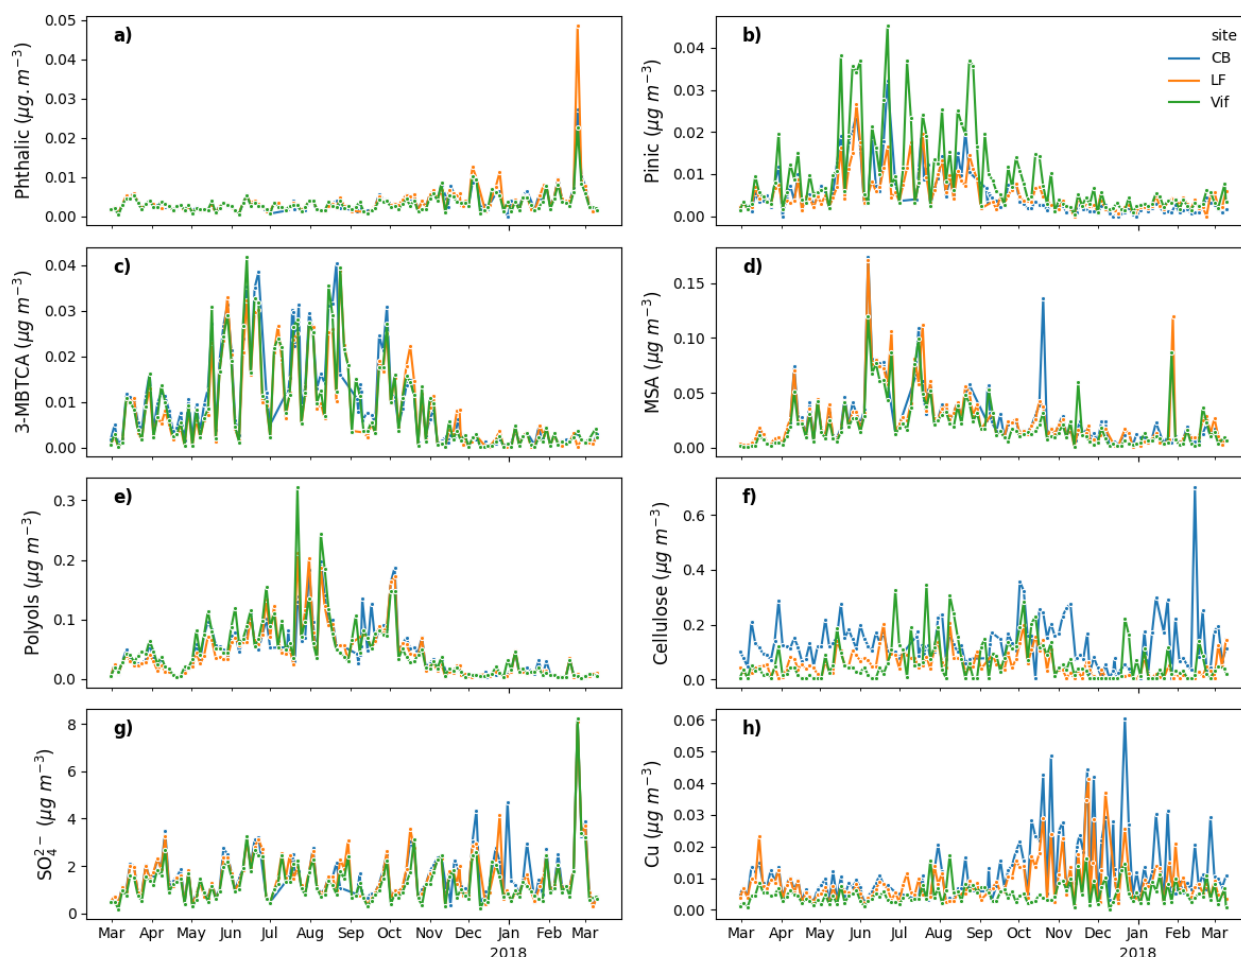 a)
Phthalic (μg.m⁻³)
0.05
0.04
0.03
0.02
0.01
0.00
b)
Pinic (μg m⁻³)
0.04
0.03
0.02
0.01
0.00
site
CB
LF
Vif
c)
3-MBTCA (μg m⁻³)
0.04
0.03
0.02
0.01
0.00
d)
MSA (μg m⁻³)
0.15
0.10
0.05
0.00
e)
Polyols (μg m⁻³)
0.3
0.2
0.1
0.0
f)
Cellulose (μg m⁻³)
0.6
0.4
0.2
0.0
g)
SO₄²⁻ (μg m⁻³)
8
6
4
2
0
Mar Apr May Jun Jul Aug Sep Oct Nov Dec Jan Feb Mar
2018
h)
Cu (μg m⁻³)
0.06
0.05
0.04
0.03
0.02
0.01
0.00
Mar Apr May Jun Jul Aug Sep Oct Nov Dec Jan Feb Mar
2018